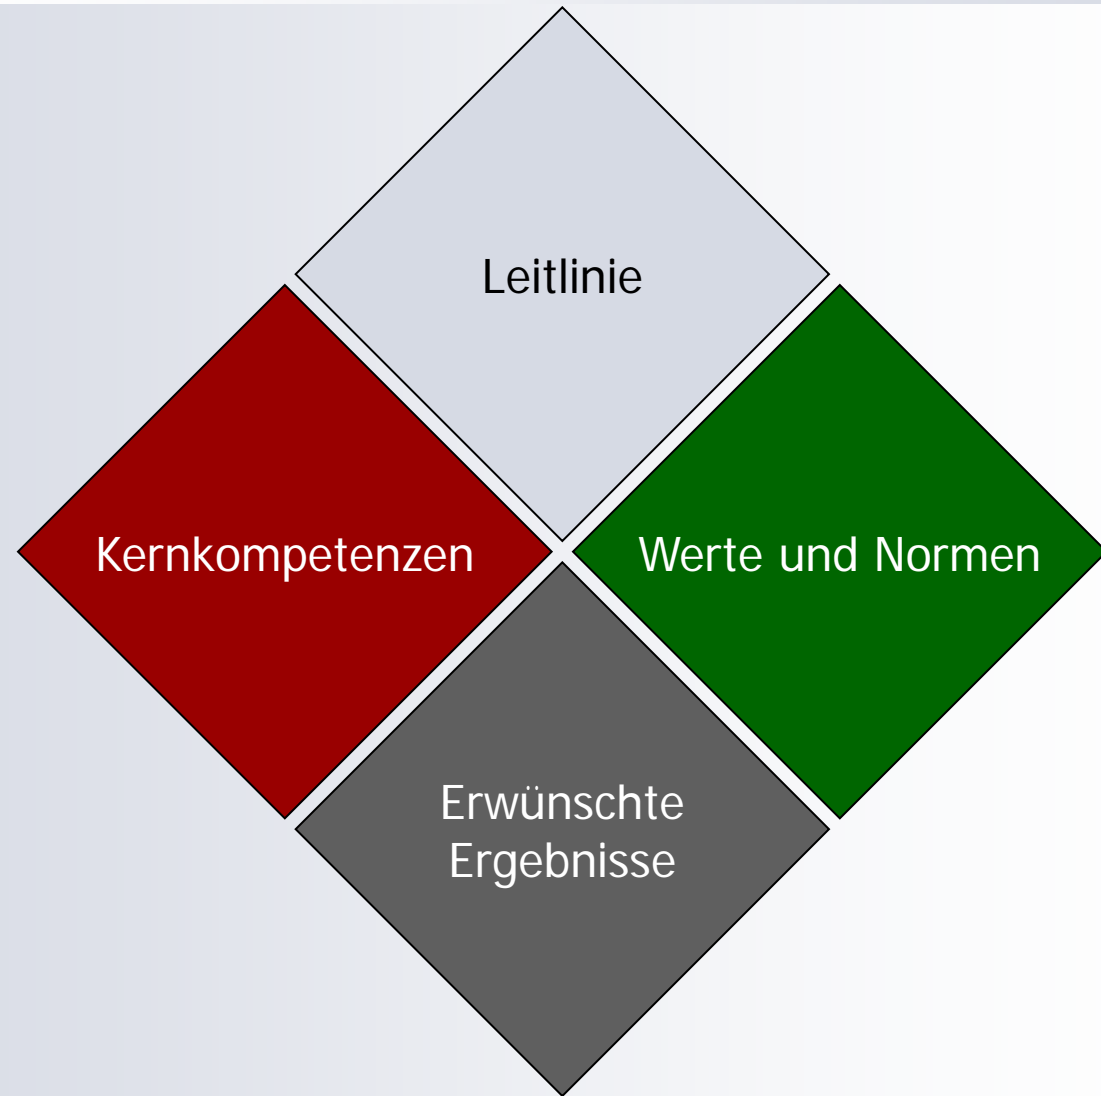 Leitlinie
Kernkompetenzen
Werte und Normen
Erwünschte
Ergebnisse